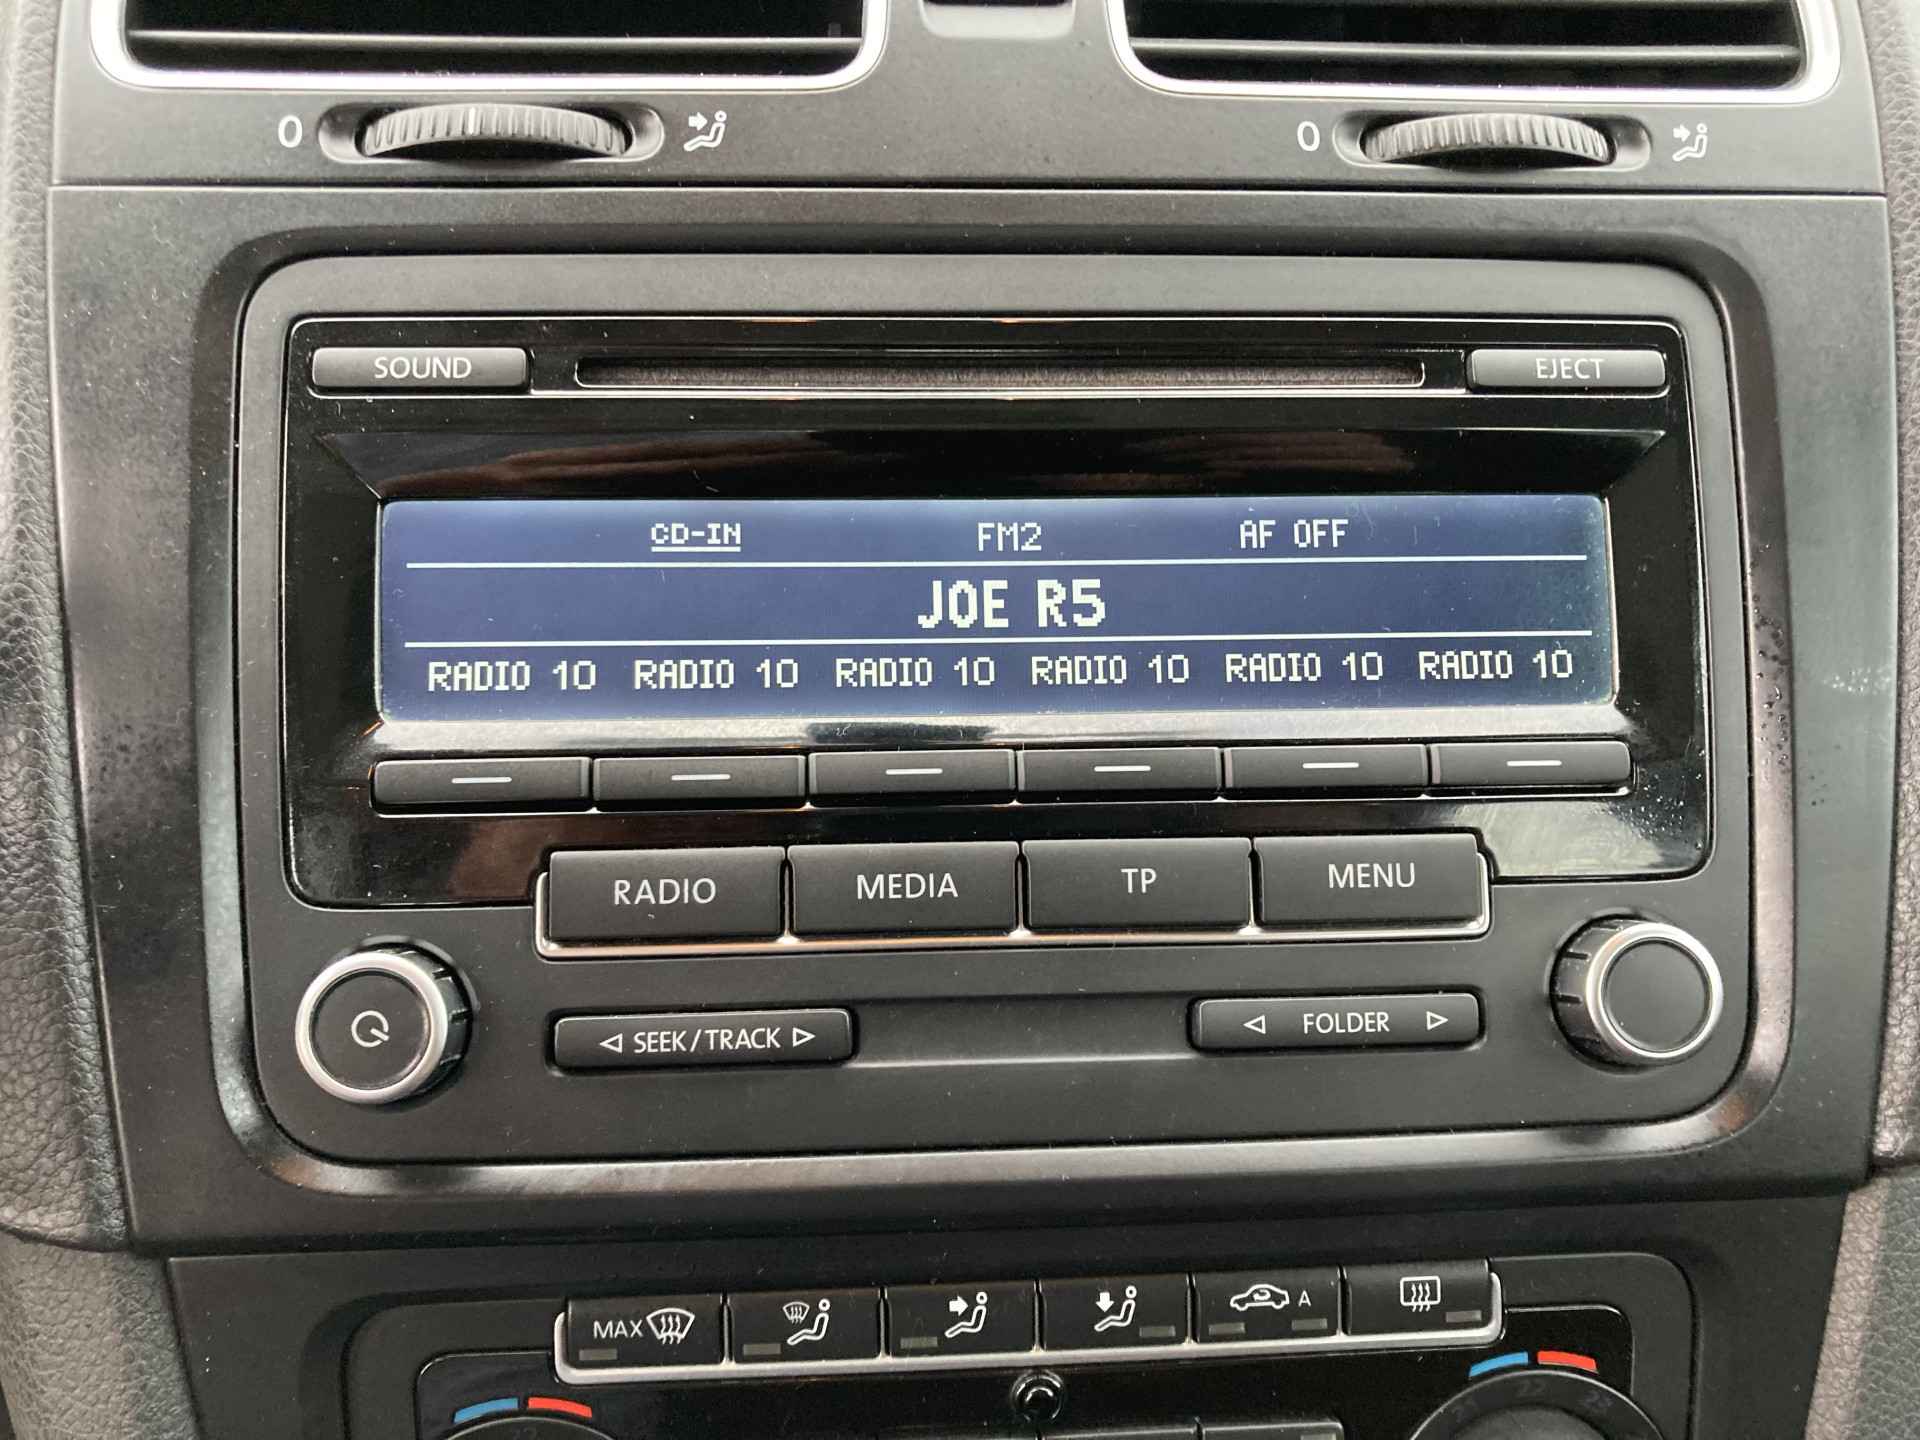 0
0
SOUND
EJECT
CD-IN FM2 AF OFF
JOE R5
RADIO 10 RADIO 10 RADIO 10 RADIO 10 RADIO 10 RADIO 10
RADIO MEDIA TP MENU
SEEK/TRACK
FOLDER
MAX
A
22